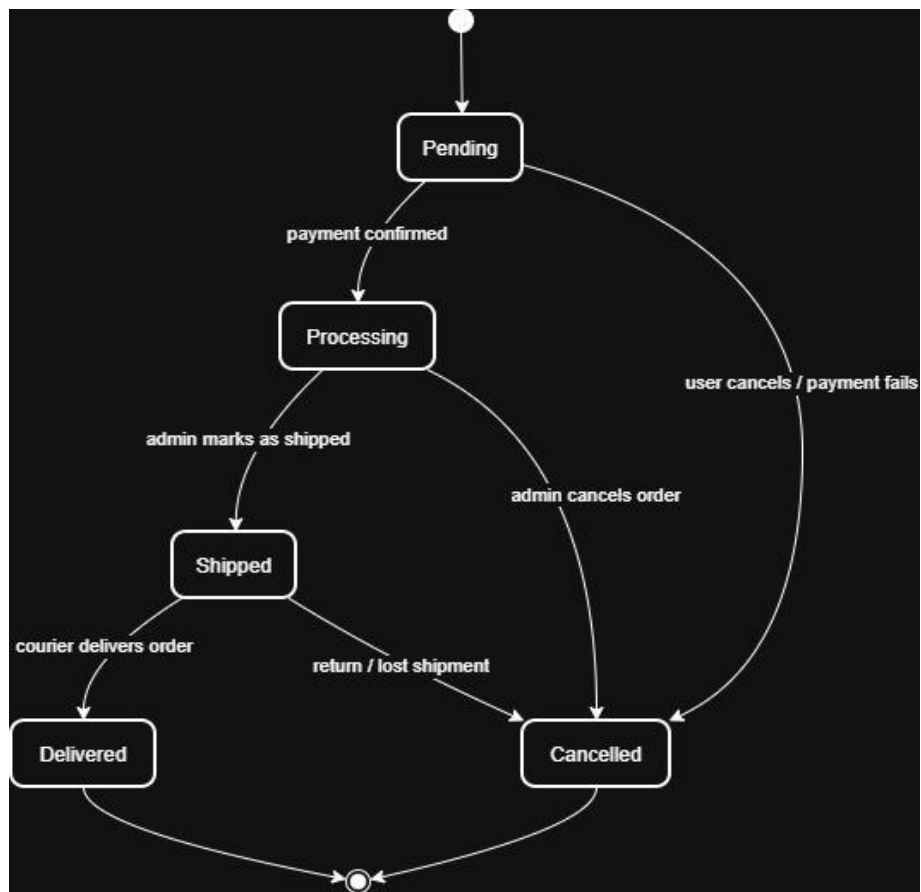 Pending
payment confirmed
Processing
user cancels / payment fails
admin marks as shipped
admin cancels order
Shipped
courier delivers order
return / lost shipment
Delivered
Cancelled